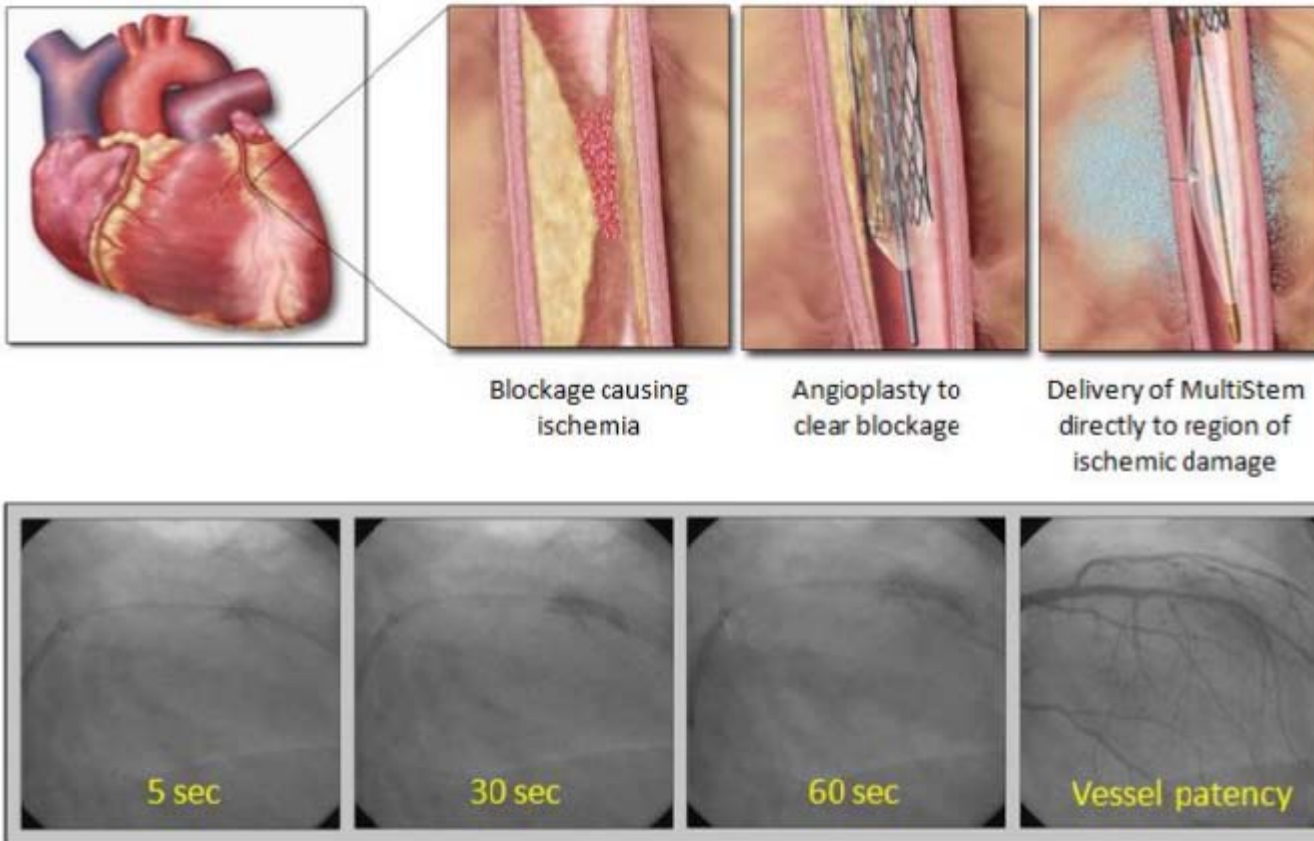 Blockage causing
ischemia
Angioplasty to
clear blockage
Delivery of MultiStem
directly to region of
ischemic damage
5 sec
30 sec
60 sec
Vessel patency